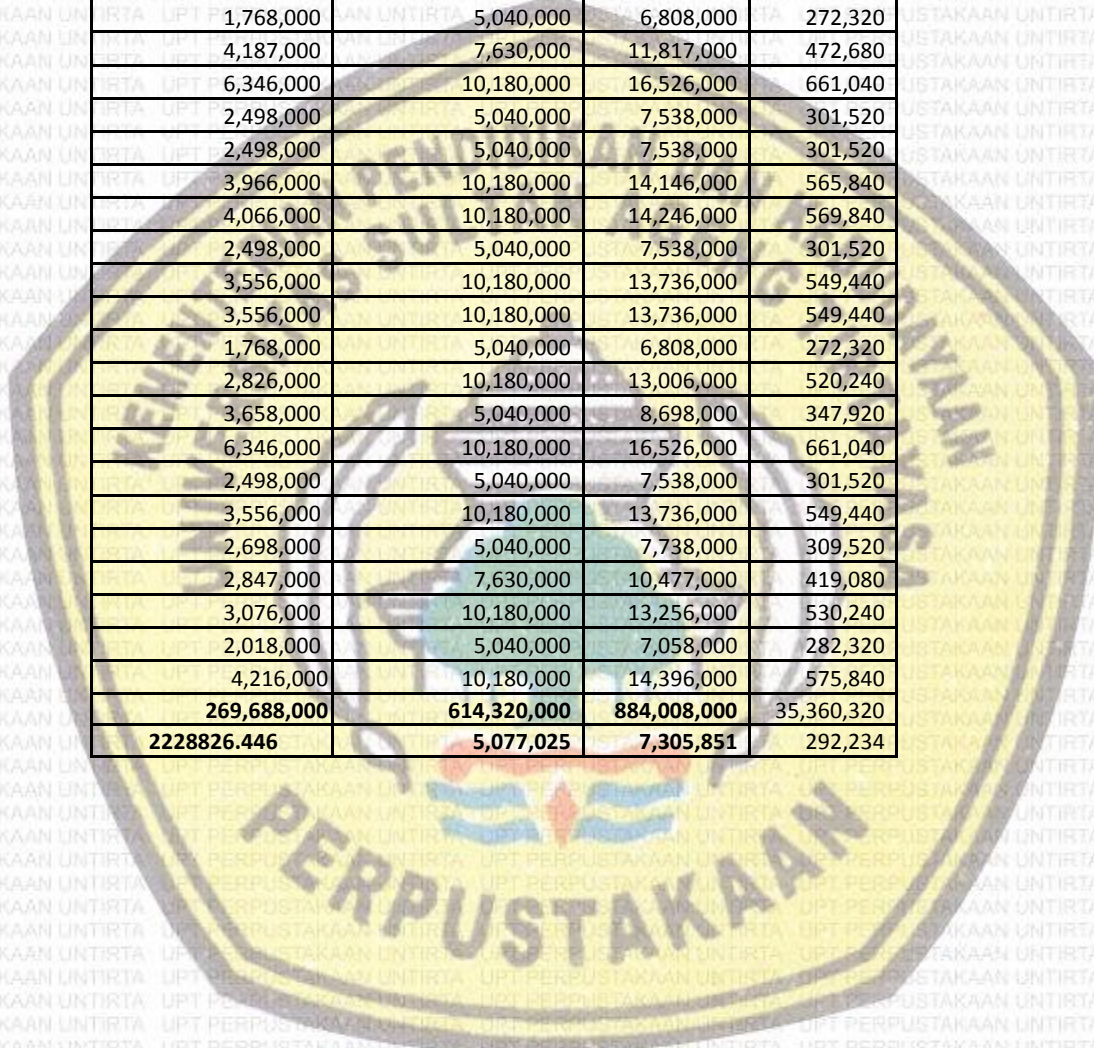 1,768,000 5,040,000 6,808,000 272,320
4,187,000 7,630,000 11,817,000 472,680
6,346,000 10,180,000 16,526,000 661,040
2,498,000 5,040,000 7,538,000 301,520
2,498,000 5,040,000 7,538,000 301,520
3,966,000 10,180,000 14,146,000 565,840
4,066,000 10,180,000 14,246,000 569,840
2,498,000 5,040,000 7,538,000 301,520
3,556,000 10,180,000 13,736,000 549,440
3,556,000 10,180,000 13,736,000 549,440
1,768,000 5,040,000 6,808,000 272,320
2,826,000 10,180,000 13,006,000 520,240
3,658,000 5,040,000 8,698,000 347,920
6,346,000 10,180,000 16,526,000 661,040
2,498,000 5,040,000 7,538,000 301,520
3,556,000 10,180,000 13,736,000 549,440
2,698,000 5,040,000 7,738,000 309,520
2,847,000 7,630,000 10,477,000 419,080
3,076,000 10,180,000 13,256,000 530,240
2,018,000 5,040,000 7,058,000 282,320
4,216,000 10,180,000 14,396,000 575,840
269,688,000 614,320,000 884,008,000 35,360,320
2228826.446 5,077,025 7,305,851 292,234
KEMENTRIAN PENDIDIKAN DAN KEBUDAYAAN
UNIVERSITAS SULTAN AGENG TIRTAYASA
PERPUSTAKAAN